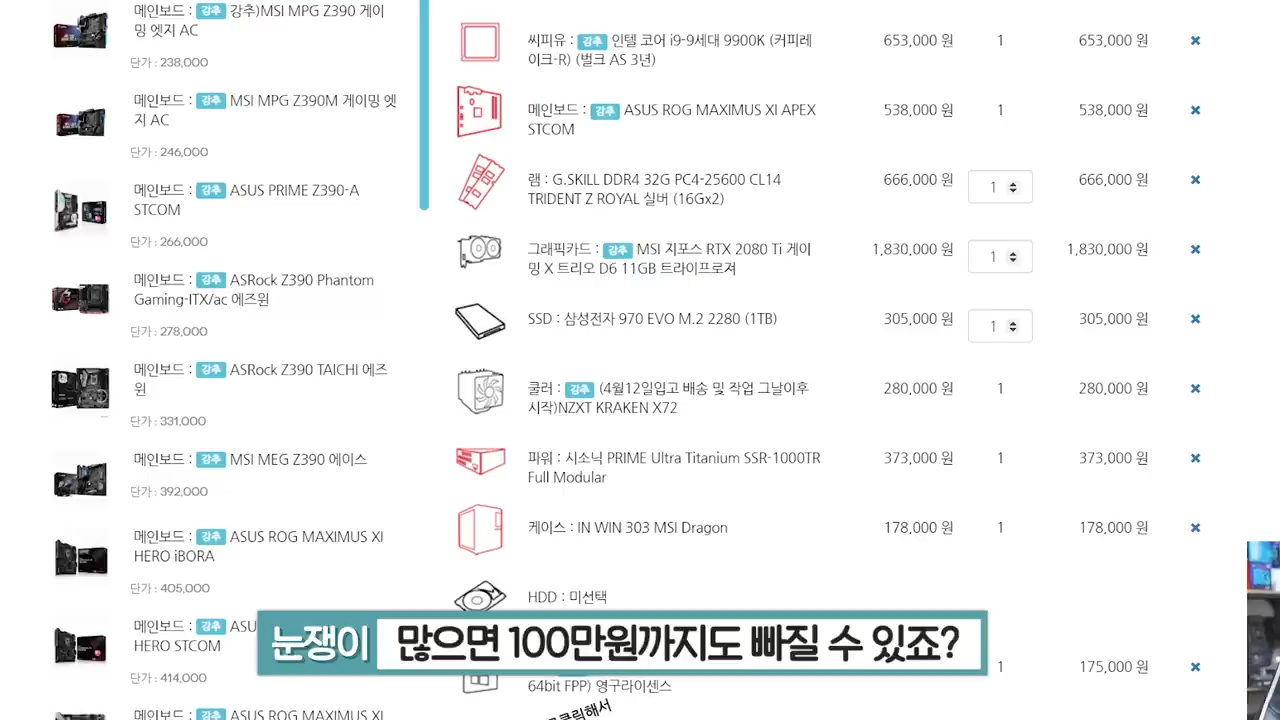 메인보드 : 강추 강추)MSI MPG Z390 게이
밍 엣지 AC
단가 : 238,000
메인보드 : 강추 MSI MPG Z390M 게이밍 엣
지 AC
단가 : 246,000
메인보드 : 강추 ASUS PRIME Z390-A
STCOM
단가 : 266,000
메인보드 : 강추 ASRock Z390 Phantom
Gaming-ITX/ac 에즈윈
단가 : 278,000
메인보드 : 강추 ASRock Z390 TAICHI 에즈
윈
단가 : 331,000
메인보드 : 강추 MSI MEG Z390 에이스
단가 : 392,000
메인보드 : 강추 ASUS ROG MAXIMUS XI
HERO iBORA
단가 : 405,000
메인보드 : 강추 ASU
HERO STCOM
단가 : 414,000
메인보드 : 강추 ASUS ROG MAXIMUS XI
씨피유 : 강추 인텔 코어 i9-9세대 9900K (커피레 653,000 원 1 653,000 원 ×
이크-R) (벌크 AS 3년)
메인보드 : 강추 ASUS ROG MAXIMUS XI APEX 538,000 원 1 538,000 원 ×
STCOM
램 : G.SKILL DDR4 32G PC4-25600 CL14 666,000 원 1 666,000 원 ×
TRIDENT Z ROYAL 실버 (16Gx2)
그래픽카드 : 강추 MSI 지포스 RTX 2080 Ti 게이 1,830,000 원 1 1,830,000 원 ×
밍 X 트리오 D6 11GB 트라이프로져
SSD : 삼성전자 970 EVO M.2 2280 (1TB) 305,000 원 1 305,000 원 ×
쿨러 : 강추 (4월12일입고 배송 및 작업 그날이후 280,000 원 1 280,000 원 ×
시작)NZXT KRAKEN X72
파워 : 시소닉 PRIME Ultra Titanium SSR-1000TR 373,000 원 1 373,000 원 ×
Full Modular
케이스 : IN WIN 303 MSI Dragon 178,000 원 1 178,000 원 ×
HDD : 미선택
눈쟁이 많으면 100만원까지도 빠질 수 있죠?
1 175,000 원 ×
64bit FPP) 영구라이센스
클릭해서